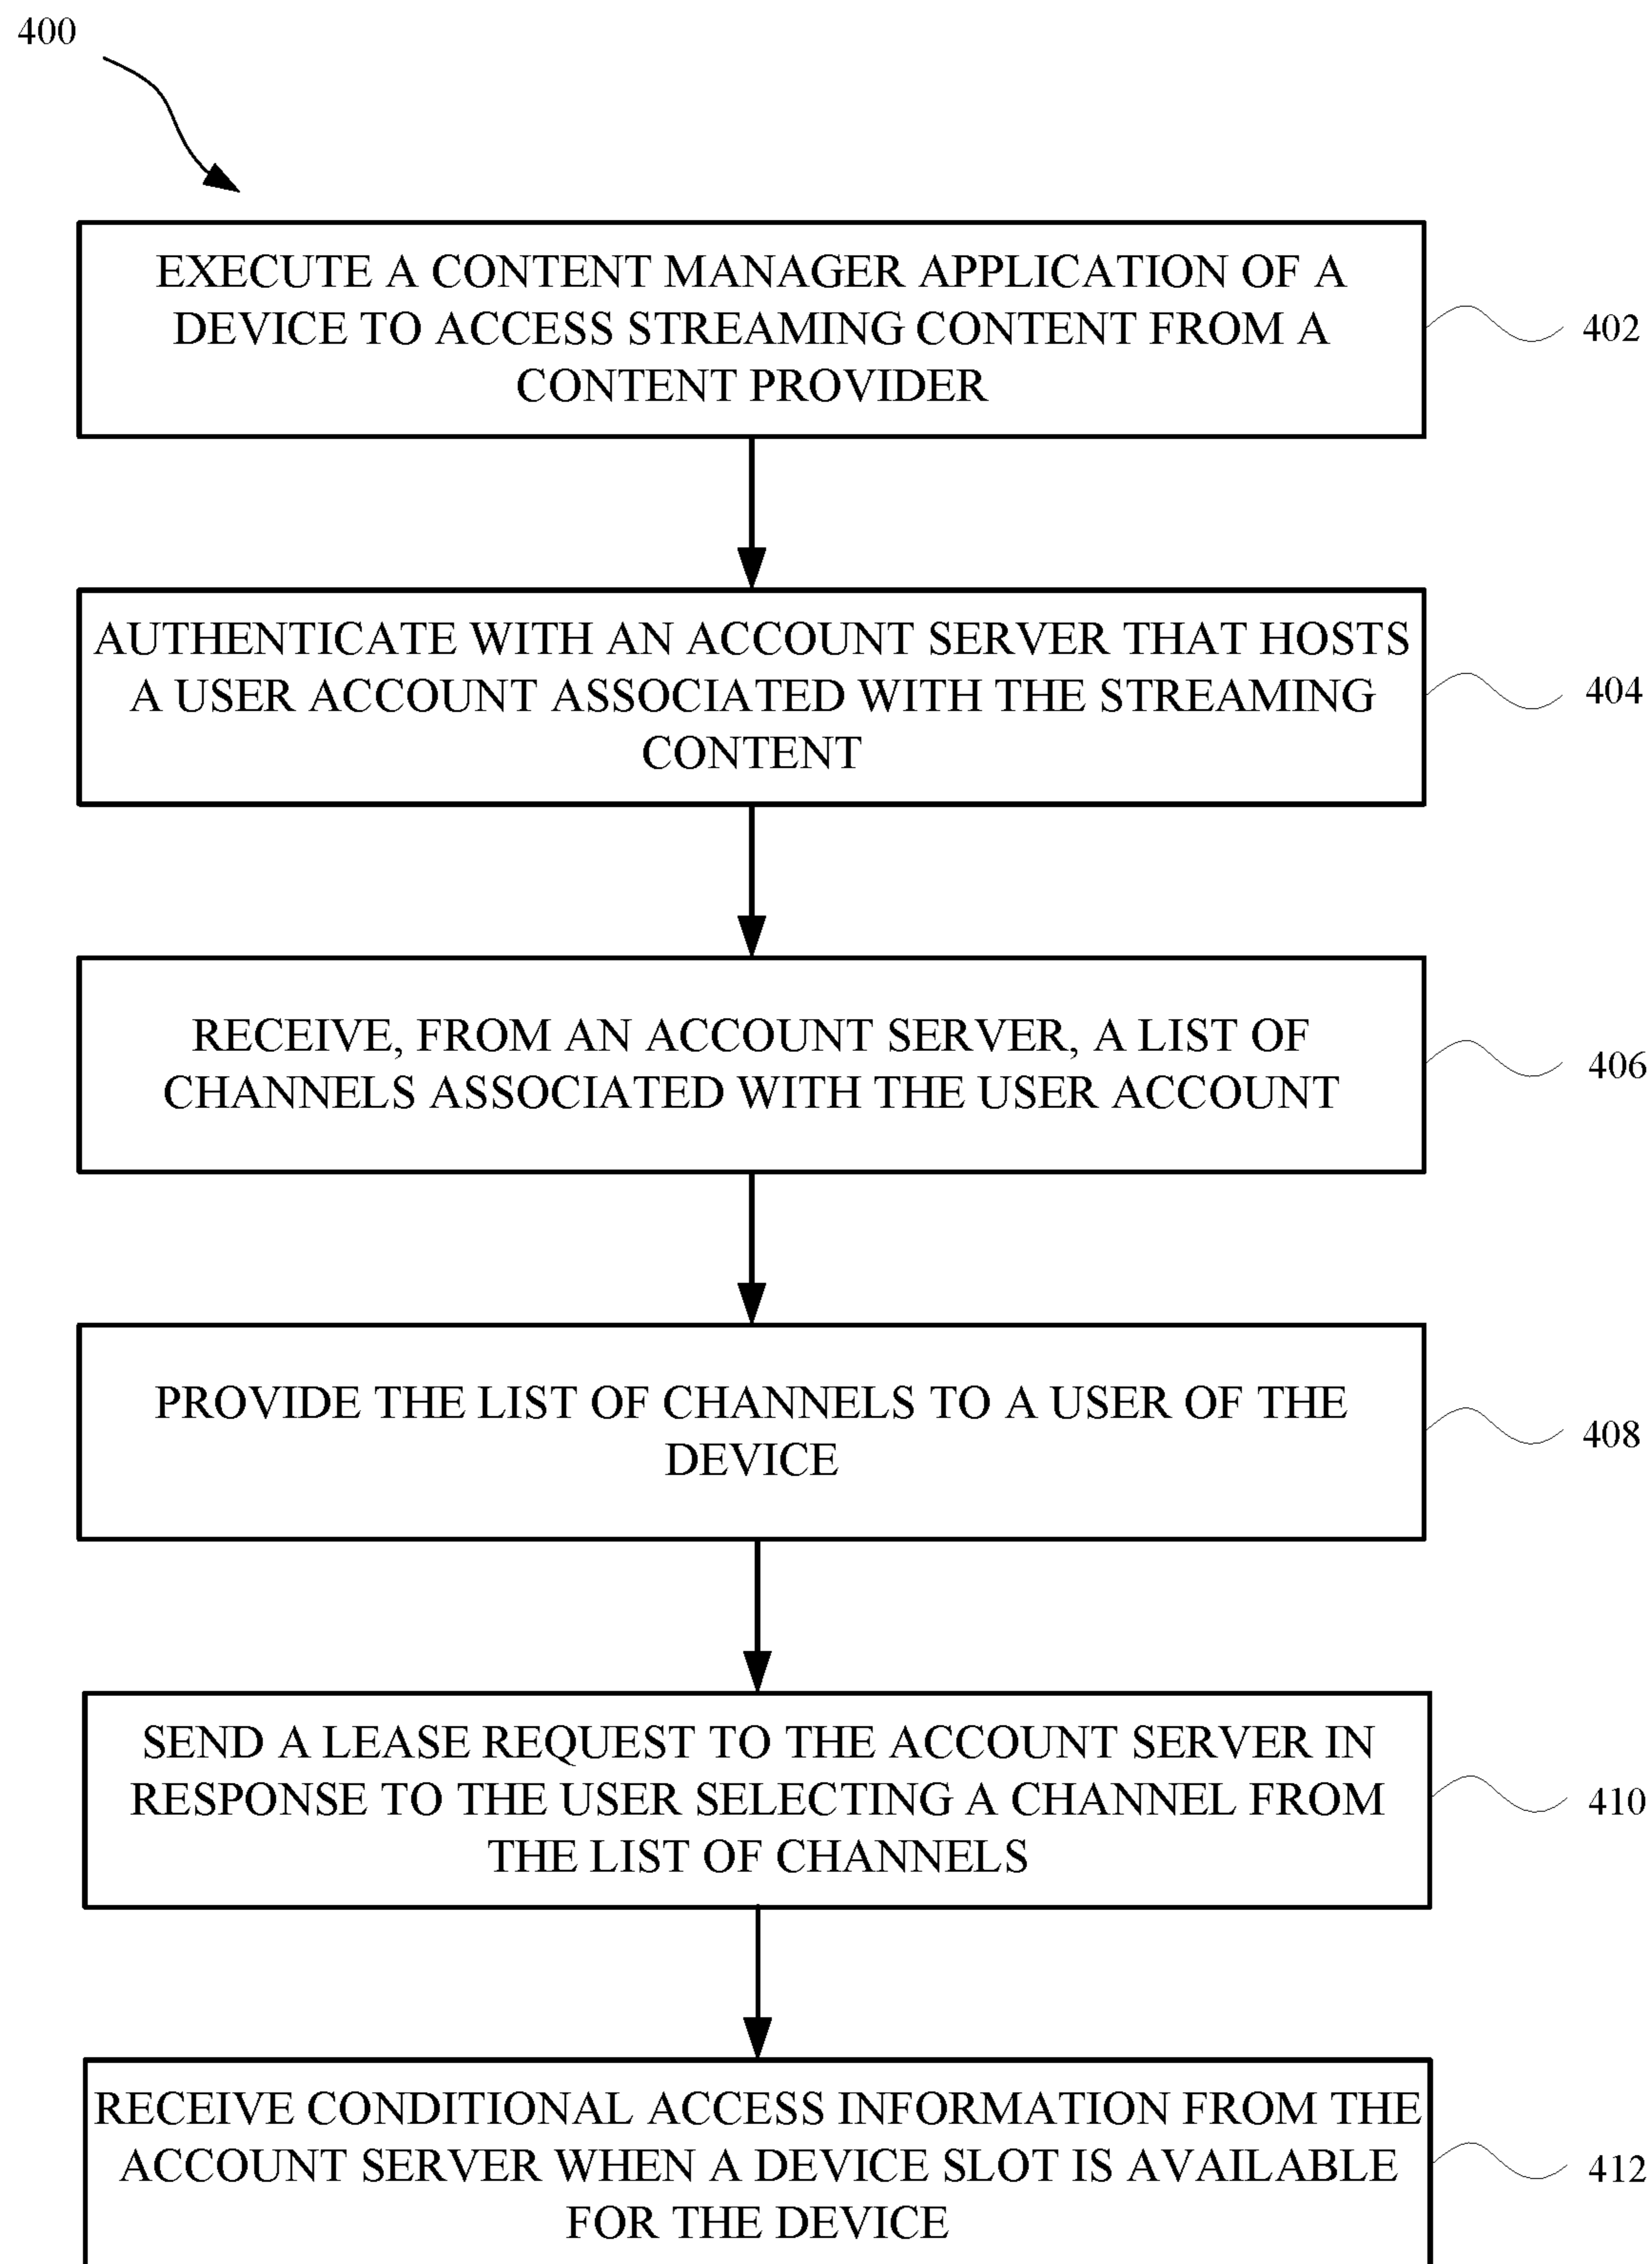 400
EXECUTE A CONTENT MANAGER APPLICATION OF A
DEVICE TO ACCESS STREAMING CONTENT FROM A
CONTENT PROVIDER
402
AUTHENTICATE WITH AN ACCOUNT SERVER THAT HOSTS
A USER ACCOUNT ASSOCIATED WITH THE STREAMING
CONTENT
404
RECEIVE, FROM AN ACCOUNT SERVER, A LIST OF
CHANNELS ASSOCIATED WITH THE USER ACCOUNT
406
PROVIDE THE LIST OF CHANNELS TO A USER OF THE
DEVICE
408
SEND A LEASE REQUEST TO THE ACCOUNT SERVER IN
RESPONSE TO THE USER SELECTING A CHANNEL FROM
THE LIST OF CHANNELS
410
RECEIVE CONDITIONAL ACCESS INFORMATION FROM THE
ACCOUNT SERVER WHEN A DEVICE SLOT IS AVAILABLE
FOR THE DEVICE
412